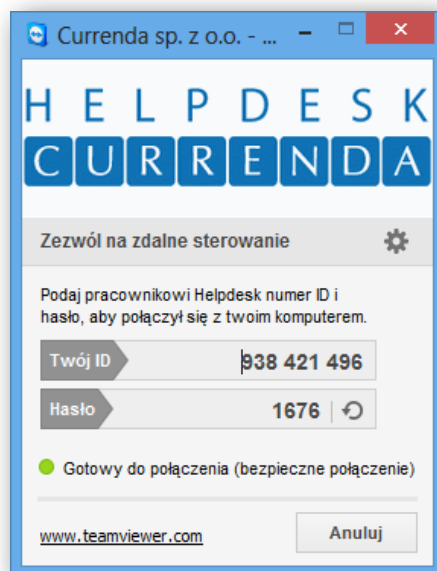 Currenda sp. z o.o. - ...
HELPDESK
CURRENDA
Zezwól na zdalne sterowanie
Podaj pracownikowi Helpdesk numer ID i
hasło, aby połączył się z twoim komputerem.
Twój ID 938 421 496
Hasło 1676
Gotowy do połączenia (bezpieczne połączenie)
www.teamviewer.com Anuluj